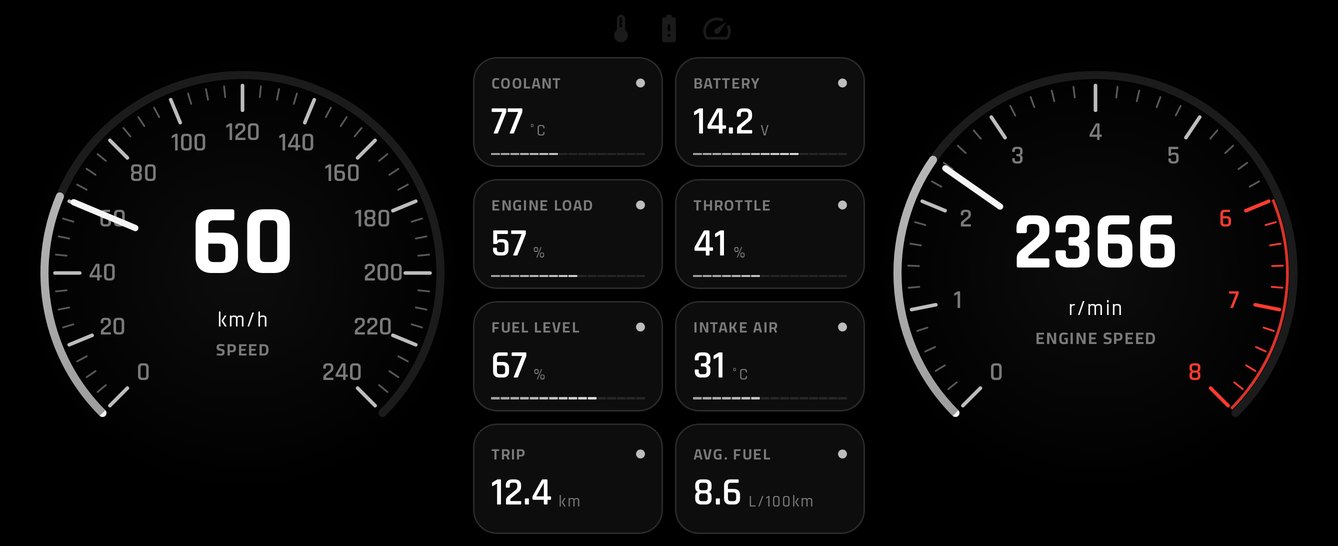 0
20
40
60
80
100
120
140
160
180
200
220
240
60
km/h
SPEED
COOLANT
77 °C
BATTERY
14.2 V
ENGINE LOAD
57 %
THROTTLE
41 %
FUEL LEVEL
67 %
INTAKE AIR
31 °C
TRIP
12.4 km
AVG. FUEL
8.6 L/100km
0
1
2
3
4
5
6
7
8
2366
r/min
ENGINE SPEED